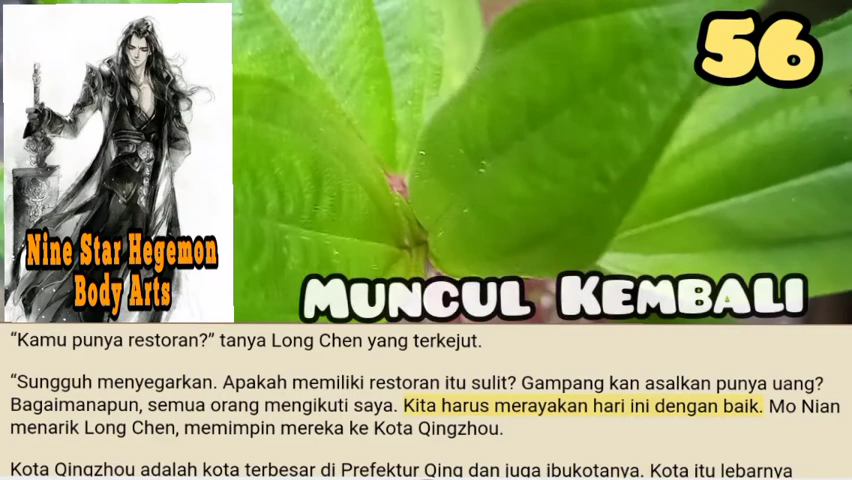 56
Nine Star Hegemon
Body Arts
Muncul Kembali
“Kamu punya restoran?” tanya Long Chen yang terkejut.
“Sungguh menyegarkan. Apakah memiliki restoran itu sulit? Gampang kan asalkan punya uang?
Bagaimanapun, semua orang mengikuti saya. Kita harus merayakan hari ini dengan baik. Mo Nian
menarik Long Chen, memimpin mereka ke Kota Qingzhou.
Kota Qingzhou adalah kota terbesar di Prefektur Qing dan juga ibukotanya. Kota itu lebarnya